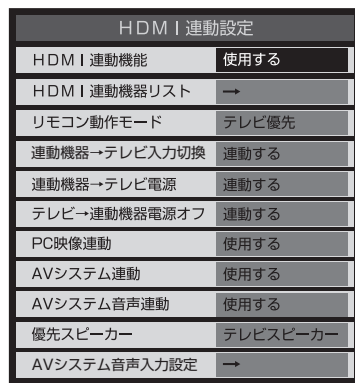 HDMI連動設定
HDMI連動機能 使用する
HDMI連動機器リスト →
リモコン動作モード テレビ優先
連動機器→テレビ入力切換 連動する
連動機器→テレビ電源 連動する
テレビ→連動機器電源オフ 連動する
PC映像連動 使用する
AVシステム連動 使用する
AVシステム音声連動 使用する
優先スピーカー テレビスピーカー
AVシステム音声入力設定 →